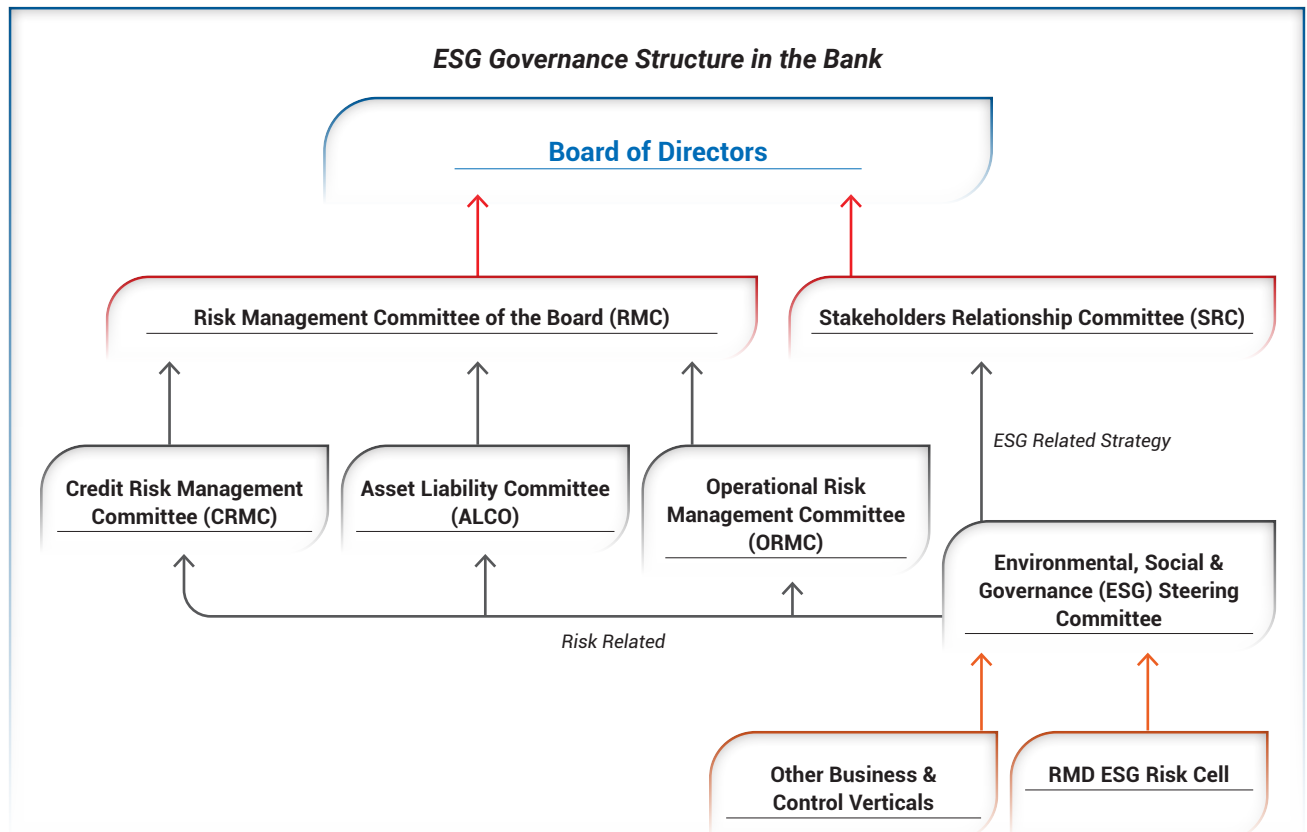 ESG Governance Structure in the Bank
Board of Directors
Risk Management Committee of the Board (RMC)
Stakeholders Relationship Committee (SRC)
ESG Related Strategy
Credit Risk Management
Committee (CRMC)
Asset Liability Committee
(ALCO)
Operational Risk
Management Committee
(ORMC)
Environmental, Social &
Governance (ESG) Steering
Committee
Risk Related
Other Business &
Control Verticals
RMD ESG Risk Cell